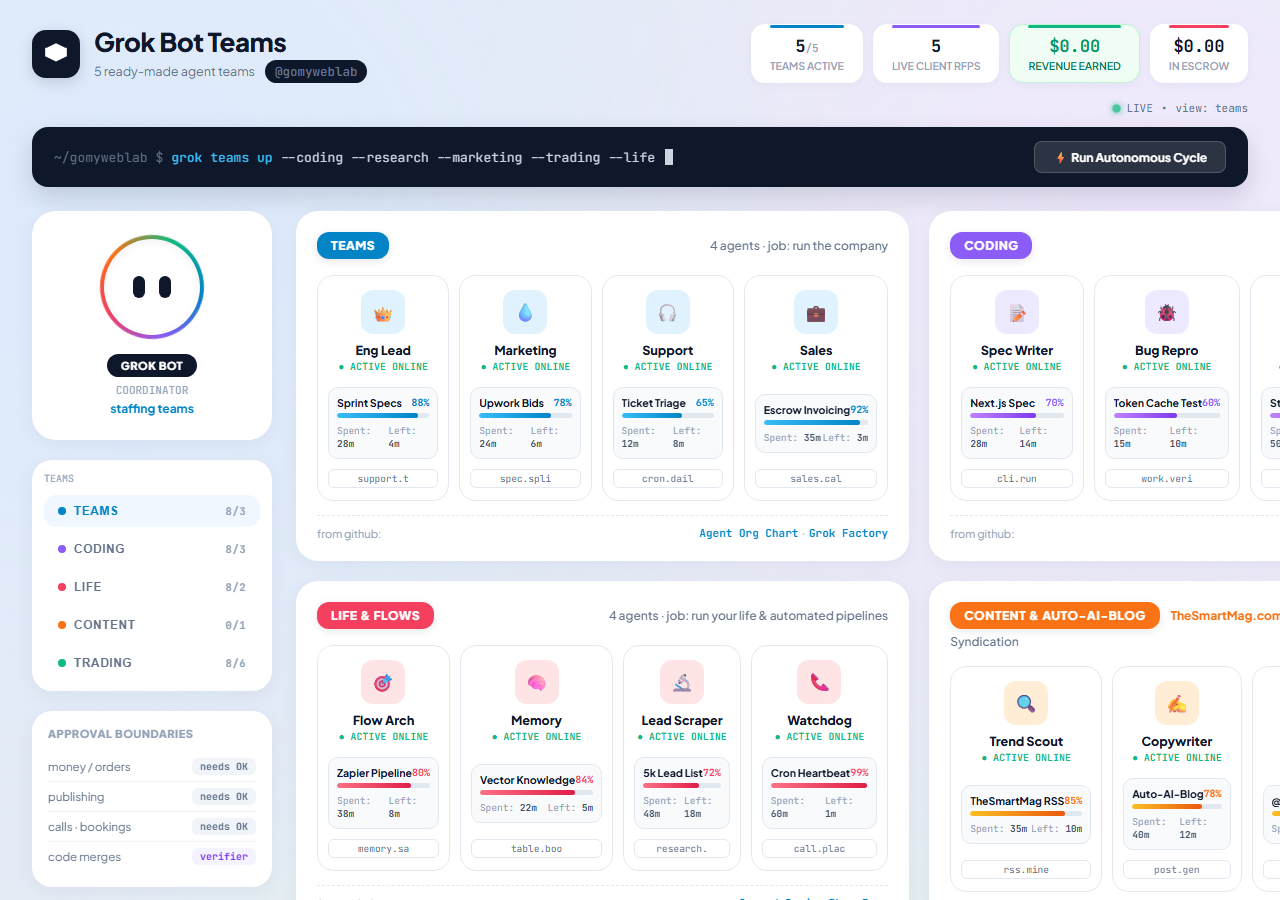 Grok Bot Teams
5 ready-made agent teams @gomyweblab
5/5
TEAMS ACTIVE
5
LIVE CLIENT RFPS
$0.00
REVENUE EARNED
$0.00
IN ESCROW
LIVE • view: teams
~/gomyweblab $ grok teams up --coding --research --marketing --trading --life
Run Autonomous Cycle
GROK BOT
COORDINATOR
staffing teams
TEAMS
TEAMS 8/3
CODING 8/3
LIFE 8/2
CONTENT 0/1
TRADING 8/6
APPROVAL BOUNDARIES
money / orders needs OK
publishing needs OK
calls · bookings needs OK
code merges verifier
TEAMS
4 agents · job: run the company
Eng Lead
● ACTIVE ONLINE
Sprint Specs 88%
Spent: 28m Left: 4m
support.t
Marketing
● ACTIVE ONLINE
Upwork Bids 78%
Spent: 24m Left: 6m
spec.spli
Support
● ACTIVE ONLINE
Ticket Triage 65%
Spent: 12m Left: 8m
cron.dail
Sales
● ACTIVE ONLINE
Escrow Invoicing 92%
Spent: 35m Left: 3m
sales.cal
from github:
Agent Org Chart · Grok Factory
CODING
Spec Writer
● ACTIVE ONLINE
Next.js Spec 70%
Spent: 28m Left: 14m
cli.run
Bug Repro
● ACTIVE ONLINE
Token Cache Test 60%
Spent: 15m Left: 10m
work.veri
from github:
LIFE & FLOWS
4 agents · job: run your life & automated pipelines
Flow Arch
● ACTIVE ONLINE
Zapier Pipeline 80%
Spent: 38m Left: 8m
memory.sa
Memory
● ACTIVE ONLINE
Vector Knowledge 84%
Spent: 22m Left: 5m
table.boo
Lead Scraper
● ACTIVE ONLINE
5k Lead List 72%
Spent: 48m Left: 18m
research.
Watchdog
● ACTIVE ONLINE
Cron Heartbeat 99%
Spent: 60m Left: 1m
call.plac
CONTENT & AUTO-AI-BLOG
TheSmartMag.com
Syndication
Trend Scout
● ACTIVE ONLINE
TheSmartMag RSS 85%
Spent: 35m Left: 10m
rss.mine
Copywriter
● ACTIVE ONLINE
Auto-AI-Blog 78%
Spent: 40m Left: 12m
post.gen